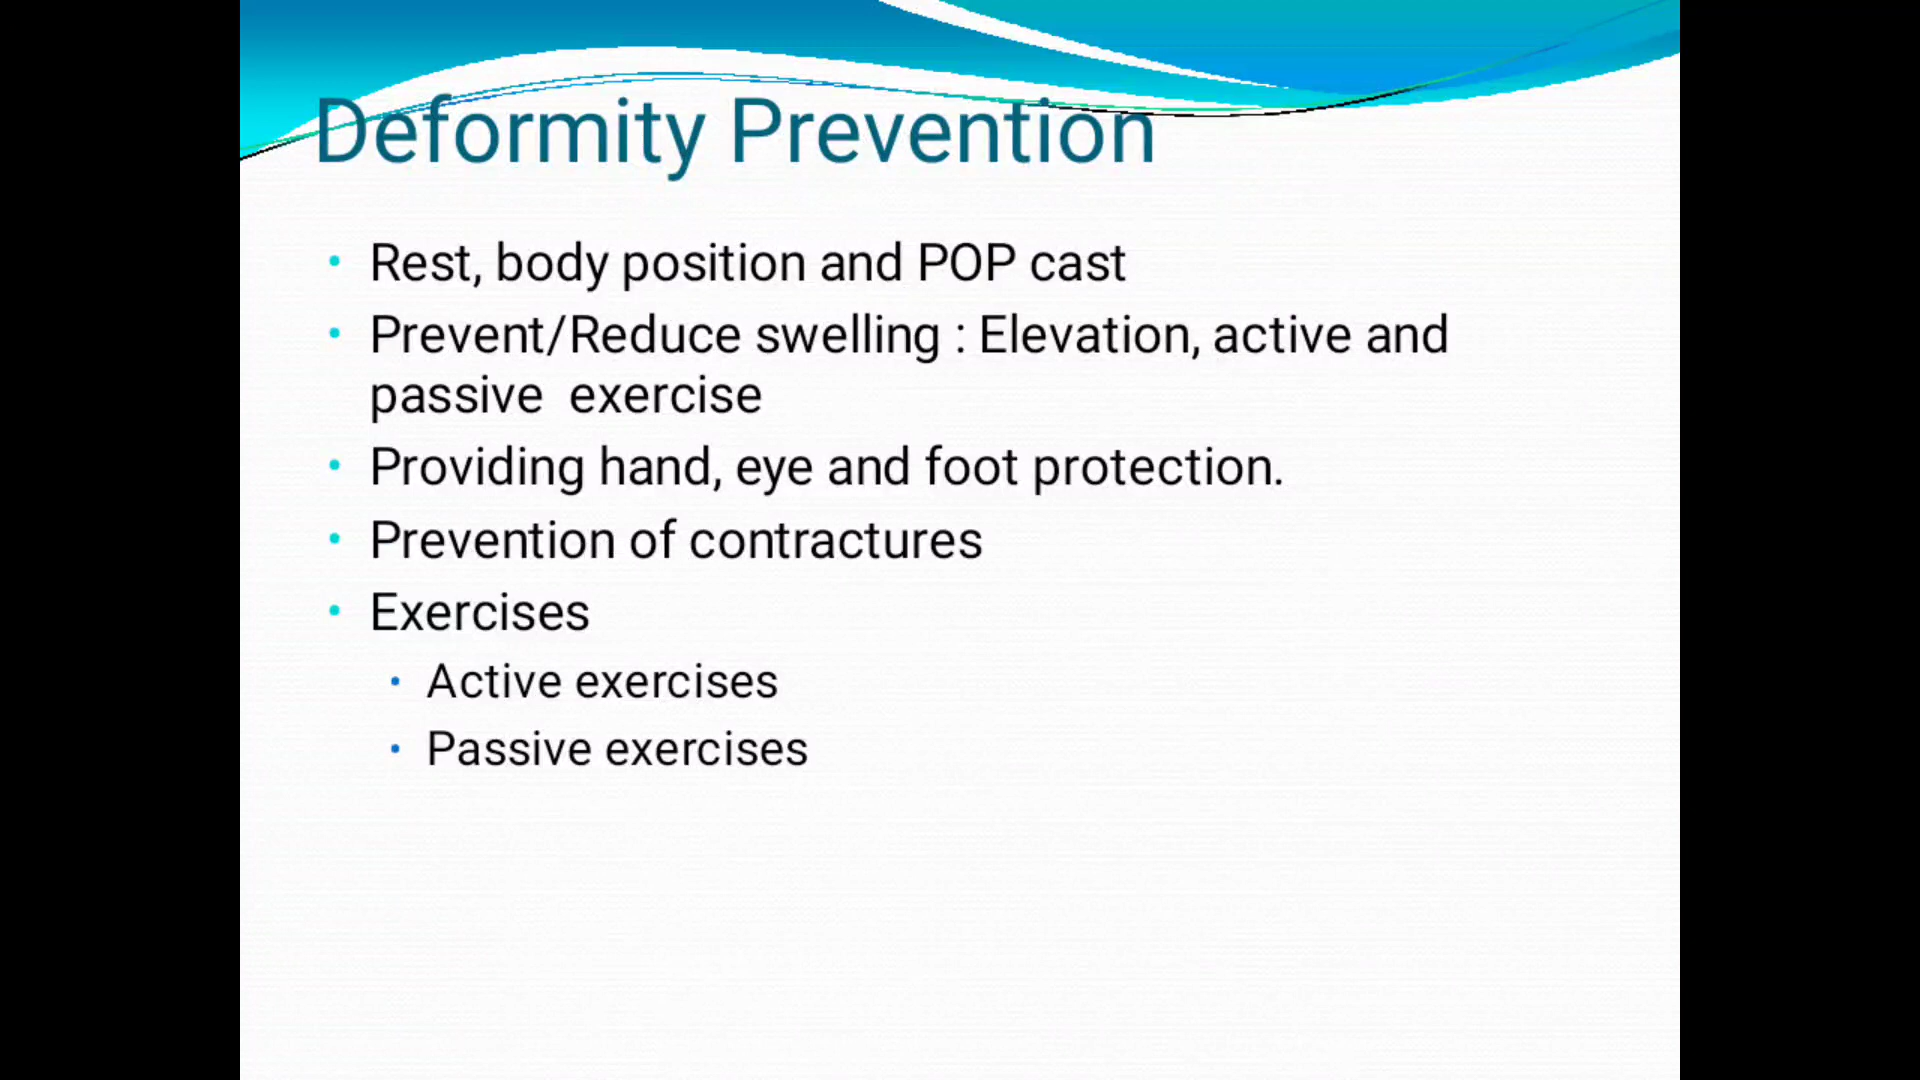 Deformity Prevention
• Rest, body position and POP cast
• Prevent/Reduce swelling : Elevation, active and
passive  exercise
• Providing hand, eye and foot protection.
• Prevention of contractures
• Exercises
• Active exercises
• Passive exercises